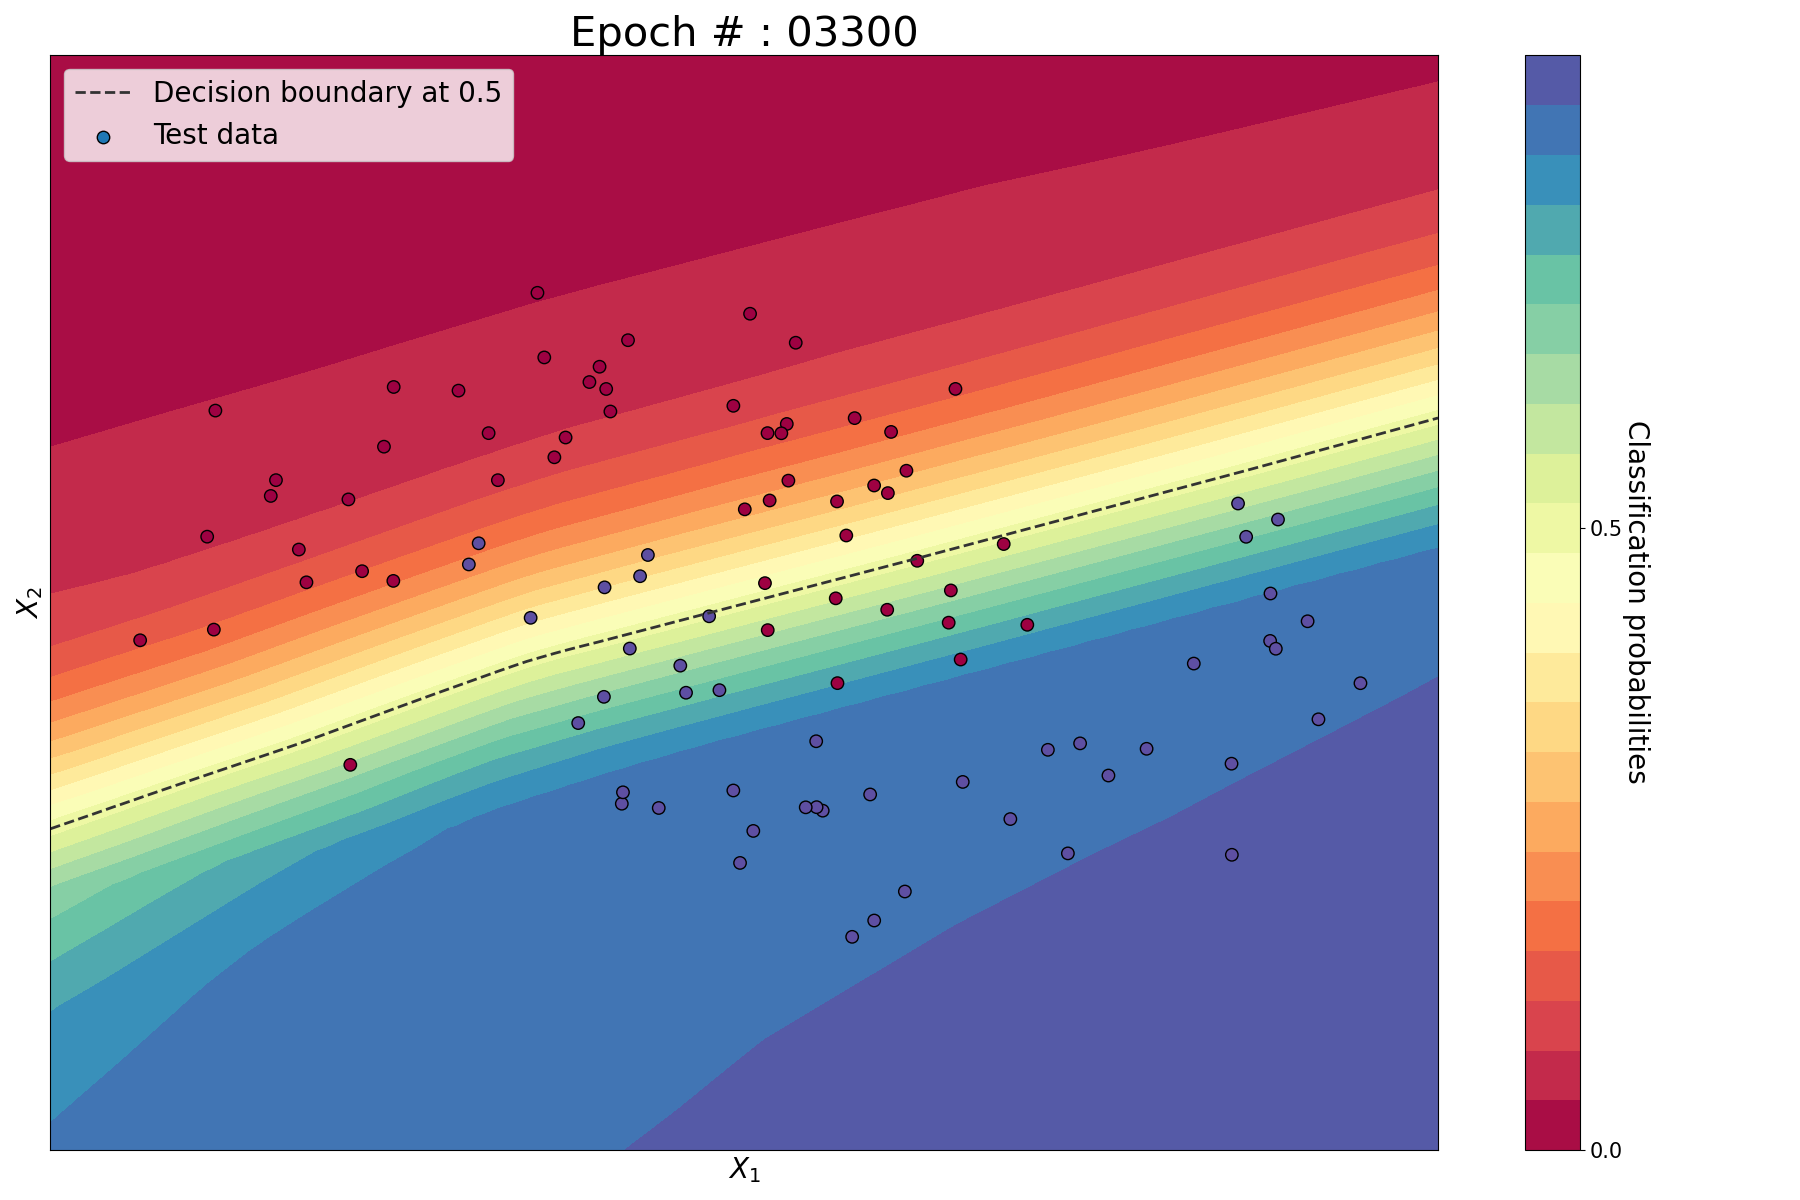 Epoch # : 03300
Decision boundary at 0.5
Test data
X₂
X₁
0.5
0.0
Classification probabilities